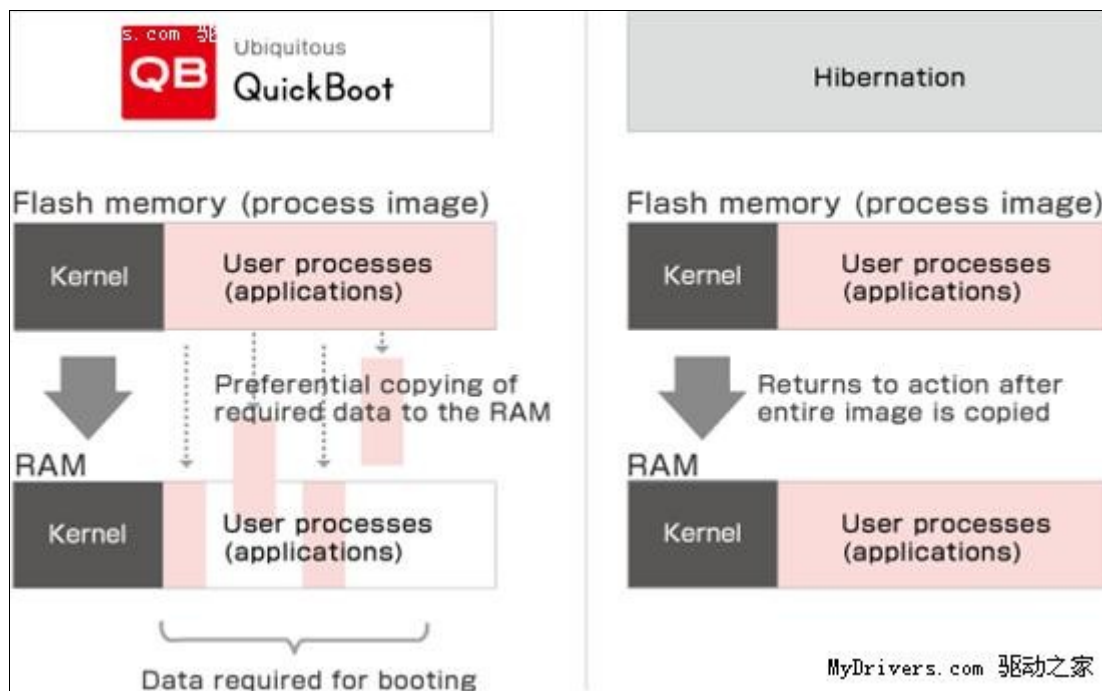 s.com 驱
QB
Ubiquitous
QuickBoot
Flash memory (process image)
Kernel
User processes
(applications)
Preferential copying of
required data to the RAM
RAM
Kernel
User processes
(applications)
Data required for booting
Hibernation
Flash memory (process image)
Kernel
User processes
(applications)
Returns to action after
entire image is copied
RAM
Kernel
User processes
(applications)
MyDrivers.com 驱动之家